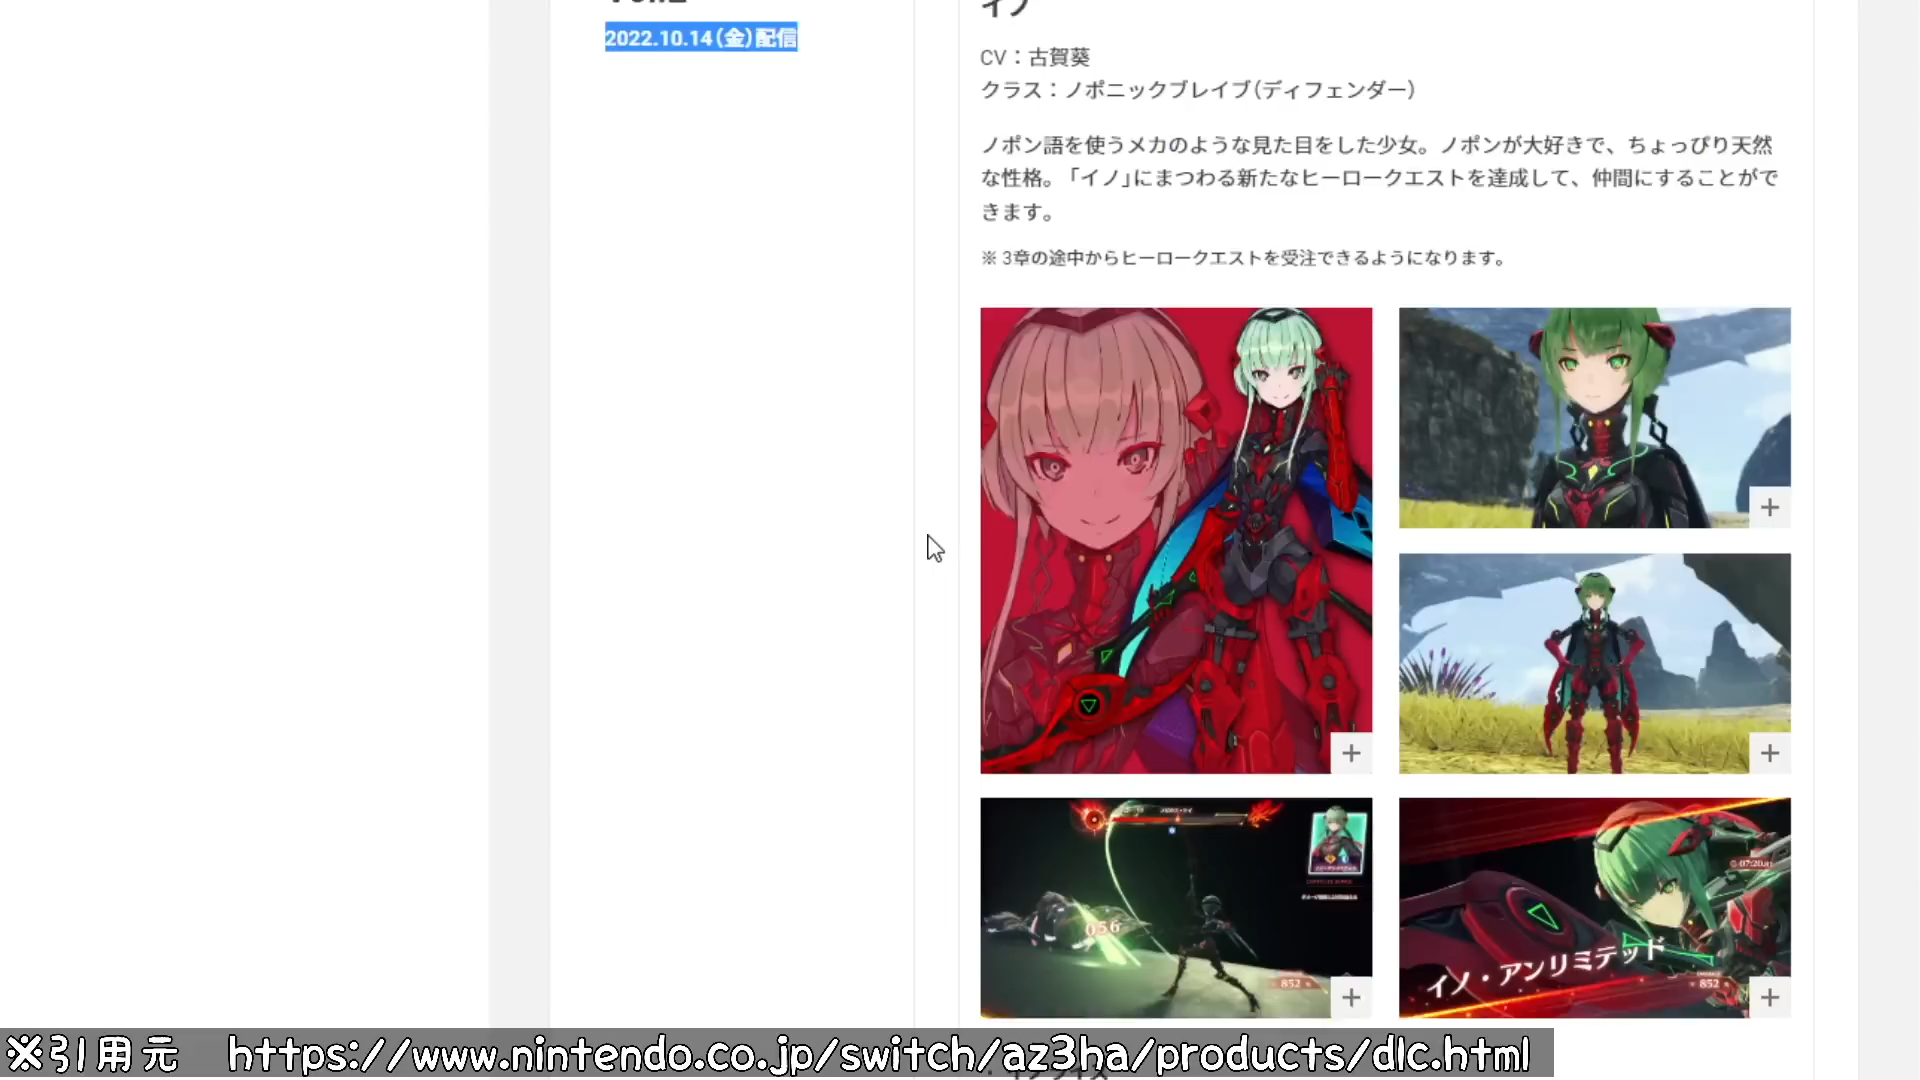 2022.10.14(金)配信
イノ
CV：古賀葵
クラス：ノポニックブレイブ（ディフェンダー）
ノポン語を使うメカのような見た目をした少女。ノポンが大好きで、ちょっぴり天然
な性格。「イノ」にまつわる新たなヒーロークエストを達成して、仲間にすることがで
きます。
※ 3章の途中からヒーロークエストを受注できるようになります。
056
852
イノ・アンリミテッド
852
※引用元　https://www.nintendo.co.jp/switch/az3ha/products/dlc.html